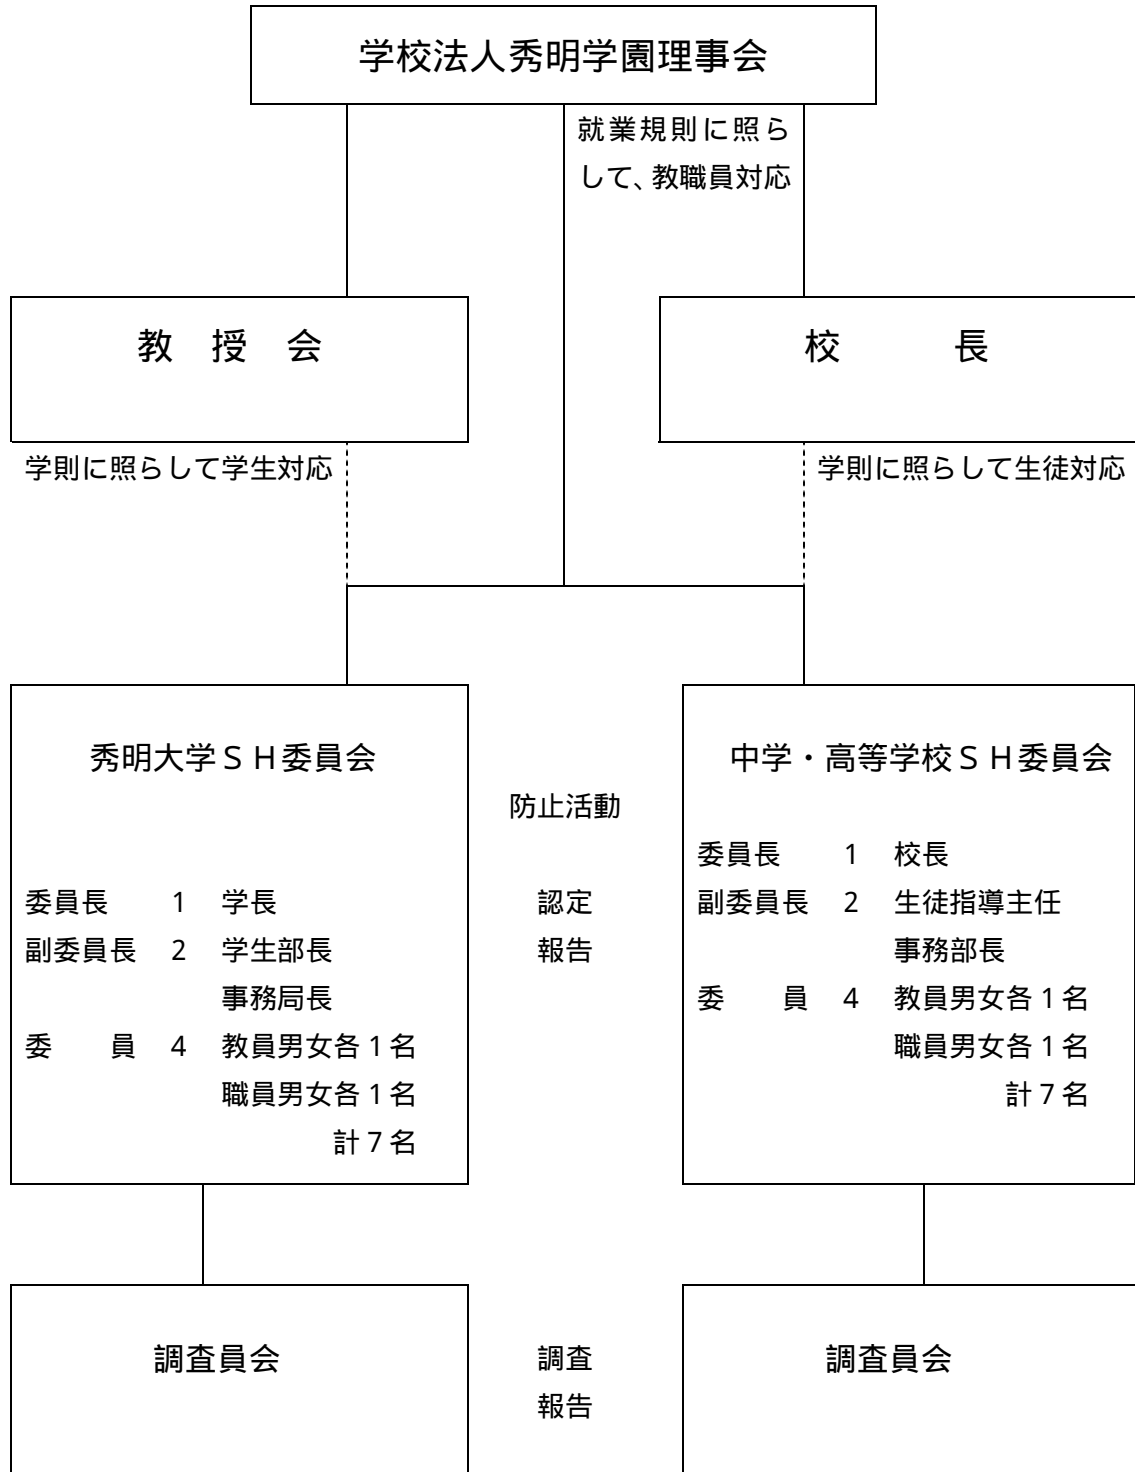 学校法人秀明学園理事会
就業規則に照ら
して、教職員対応
教　授　会
校　　　長
学則に照らして学生対応
学則に照らして生徒対応
秀明大学ＳＨ委員会
委員長　1　学長
副委員長　2　学生部長
事務局長
委　員　4　教員男女各１名
職員男女各１名
計７名
防止活動
認定
報告
中学・高等学校ＳＨ委員会
委員長　1　校長
副委員長　2　生徒指導主任
事務部長
委　員　4　教員男女各１名
職員男女各１名
計７名
調査員会
調査
報告
調査員会